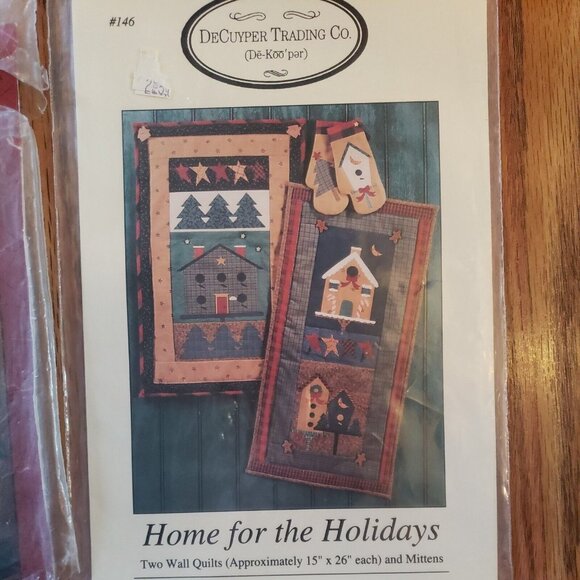 #146
DECUYPER TRADING CO.
(Dē-Kōō'pər)
Home for the Holidays
Two Wall Quilts (Approximately 15" x 26" each) and Mittens